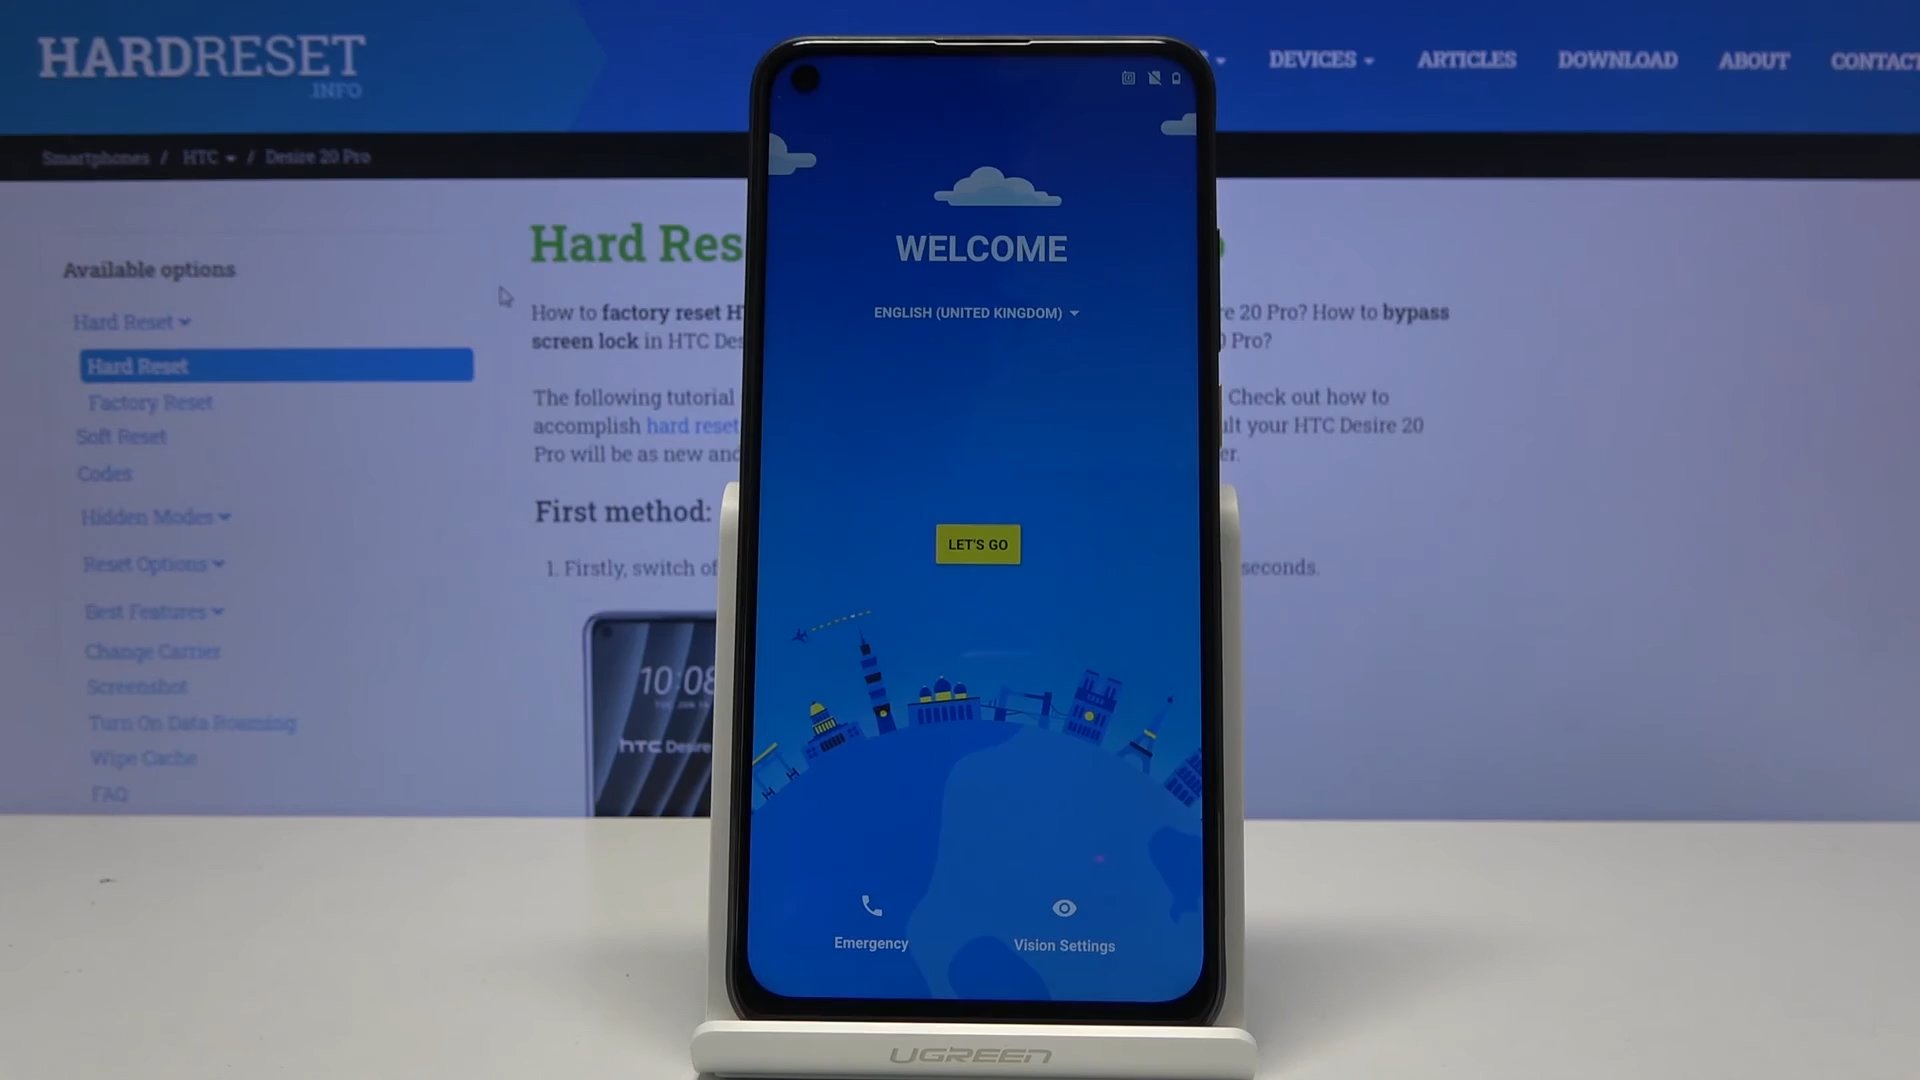 HARDRESET
.INFO
DEVICES
ARTICLES
DOWNLOAD
ABOUT
CONTACT
Smartphones / HTC / Desire 20 Pro
Available options
Hard Reset
Hard Reset
Factory Reset
Soft Reset
Codes
Hidden Modes
Reset Options
Best Features
Change Carrier
Screenshot
Turn On Data Roaming
Wipe Cache
FAQ
Hard Res
How to factory reset H
re 20 Pro? How to bypass
screen lock in HTC Des
Pro?
The following tutorial
Check out how to
accomplish hard reset
ult your HTC Desire 20
Pro will be as new and
er.
First method:
1. Firstly, switch of
seconds.
10:08
htc Desire
WELCOME
ENGLISH (UNITED KINGDOM)
LET'S GO
Emergency
Vision Settings
UGREEN